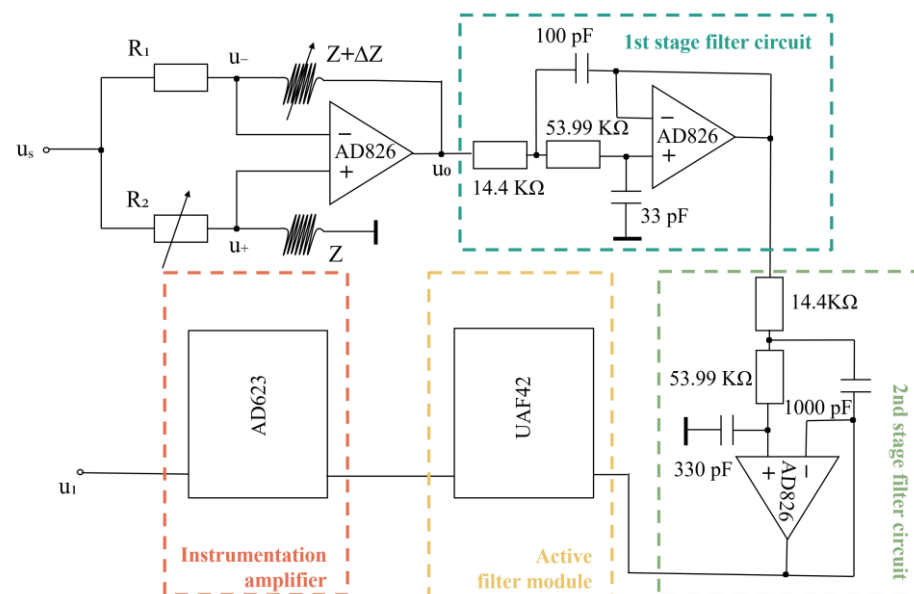 R₁
u₋
Z+ΔZ
uₛ
AD826
u₀
R₂
u₊
Z
1st stage filter circuit
100 pF
53.99 KΩ
AD826
14.4 KΩ
33 pF
14.4KΩ
53.99 KΩ
1000 pF
330 pF
AD826
2nd stage
filter circuit
AD623
UAF42
u₁
Instrumentation
amplifier
Active
filter module
−
+
−
+
+
−